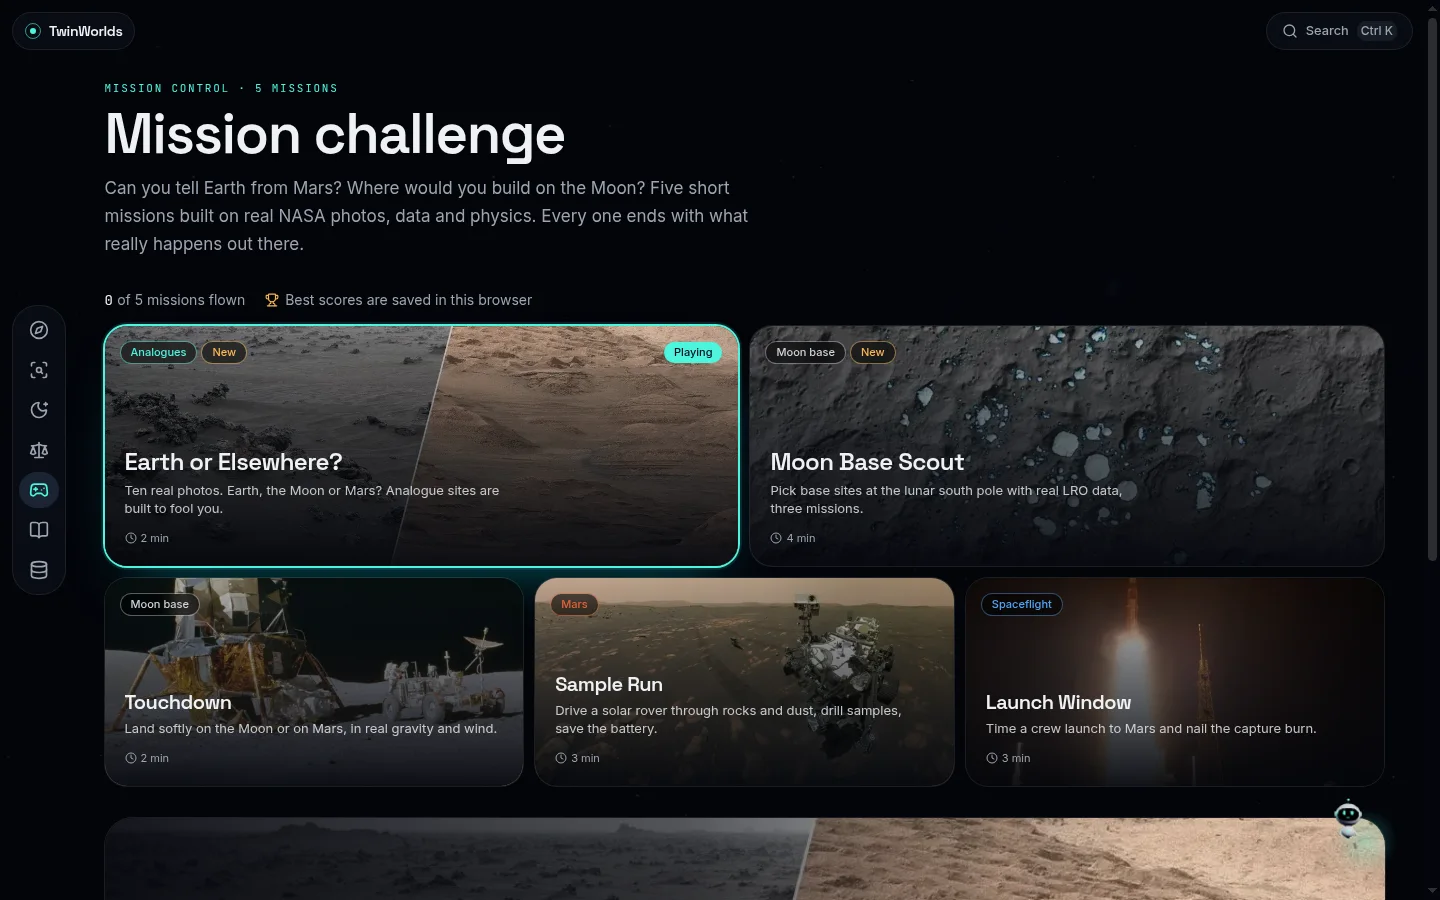 TwinWorlds
Search Ctrl K
MISSION CONTROL · 5 MISSIONS
Mission challenge
Can you tell Earth from Mars? Where would you build on the Moon? Five short
missions built on real NASA photos, data and physics. Every one ends with what
really happens out there.
0 of 5 missions flown
Best scores are saved in this browser
Analogues
New
Playing
Earth or Elsewhere?
Ten real photos. Earth, the Moon or Mars? Analogue sites are
built to fool you.
2 min
Moon base
New
Moon Base Scout
Pick base sites at the lunar south pole with real LRO data,
three missions.
4 min
Moon base
Touchdown
Land softly on the Moon or on Mars, in real gravity and wind.
2 min
Mars
Sample Run
Drive a solar rover through rocks and dust, drill samples,
save the battery.
3 min
Spaceflight
Launch Window
Time a crew launch to Mars and nail the capture burn.
3 min